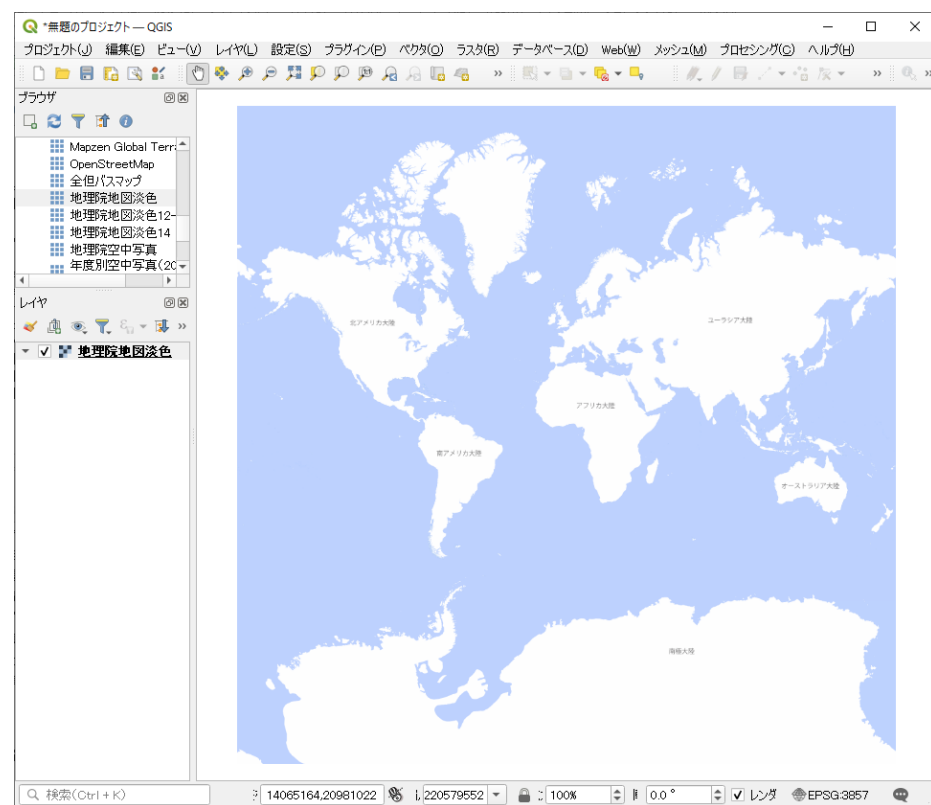 *無題のプロジェクト — QGIS
プロジェクト(J) 編集(E) ビュー(V) レイヤ(L) 設定(S) プラグイン(P) ベクタ(O) ラスタ(R) データベース(D) Web(W) メッシュ(M) プロセシング(C) ヘルプ(H)
ブラウザ
Mapzen Global Terr
OpenStreetMap
全但バスマップ
地理院地図淡色
地理院地図淡色12-
地理院地図淡色14
地理院空中写真
年度別空中写真(20
レイヤ
地理院地図淡色
北アメリカ大陸
ユーラシア大陸
アフリカ大陸
南アメリカ大陸
オーストラリア大陸
南極大陸
検索(Ctrl + K)
14065164,20981022
220579552
100%
0.0 °
レンダ
EPSG:3857